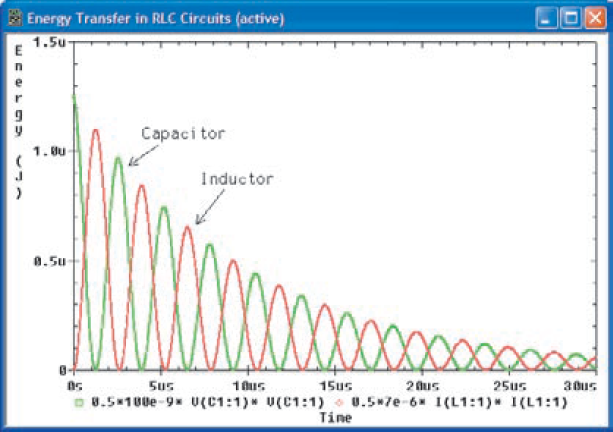 Energy Transfer in RLC Circuits (active)
Energy (J)
1.5u
1.0u
0.5u
0
Capacitor
Inductor
0s 5us 10us 15us 20us 25us 30us
0.5*100e-9* V(C1:1)* V(C1:1) 0.5*7e-6* I(L1:1)* I(L1:1)
Time